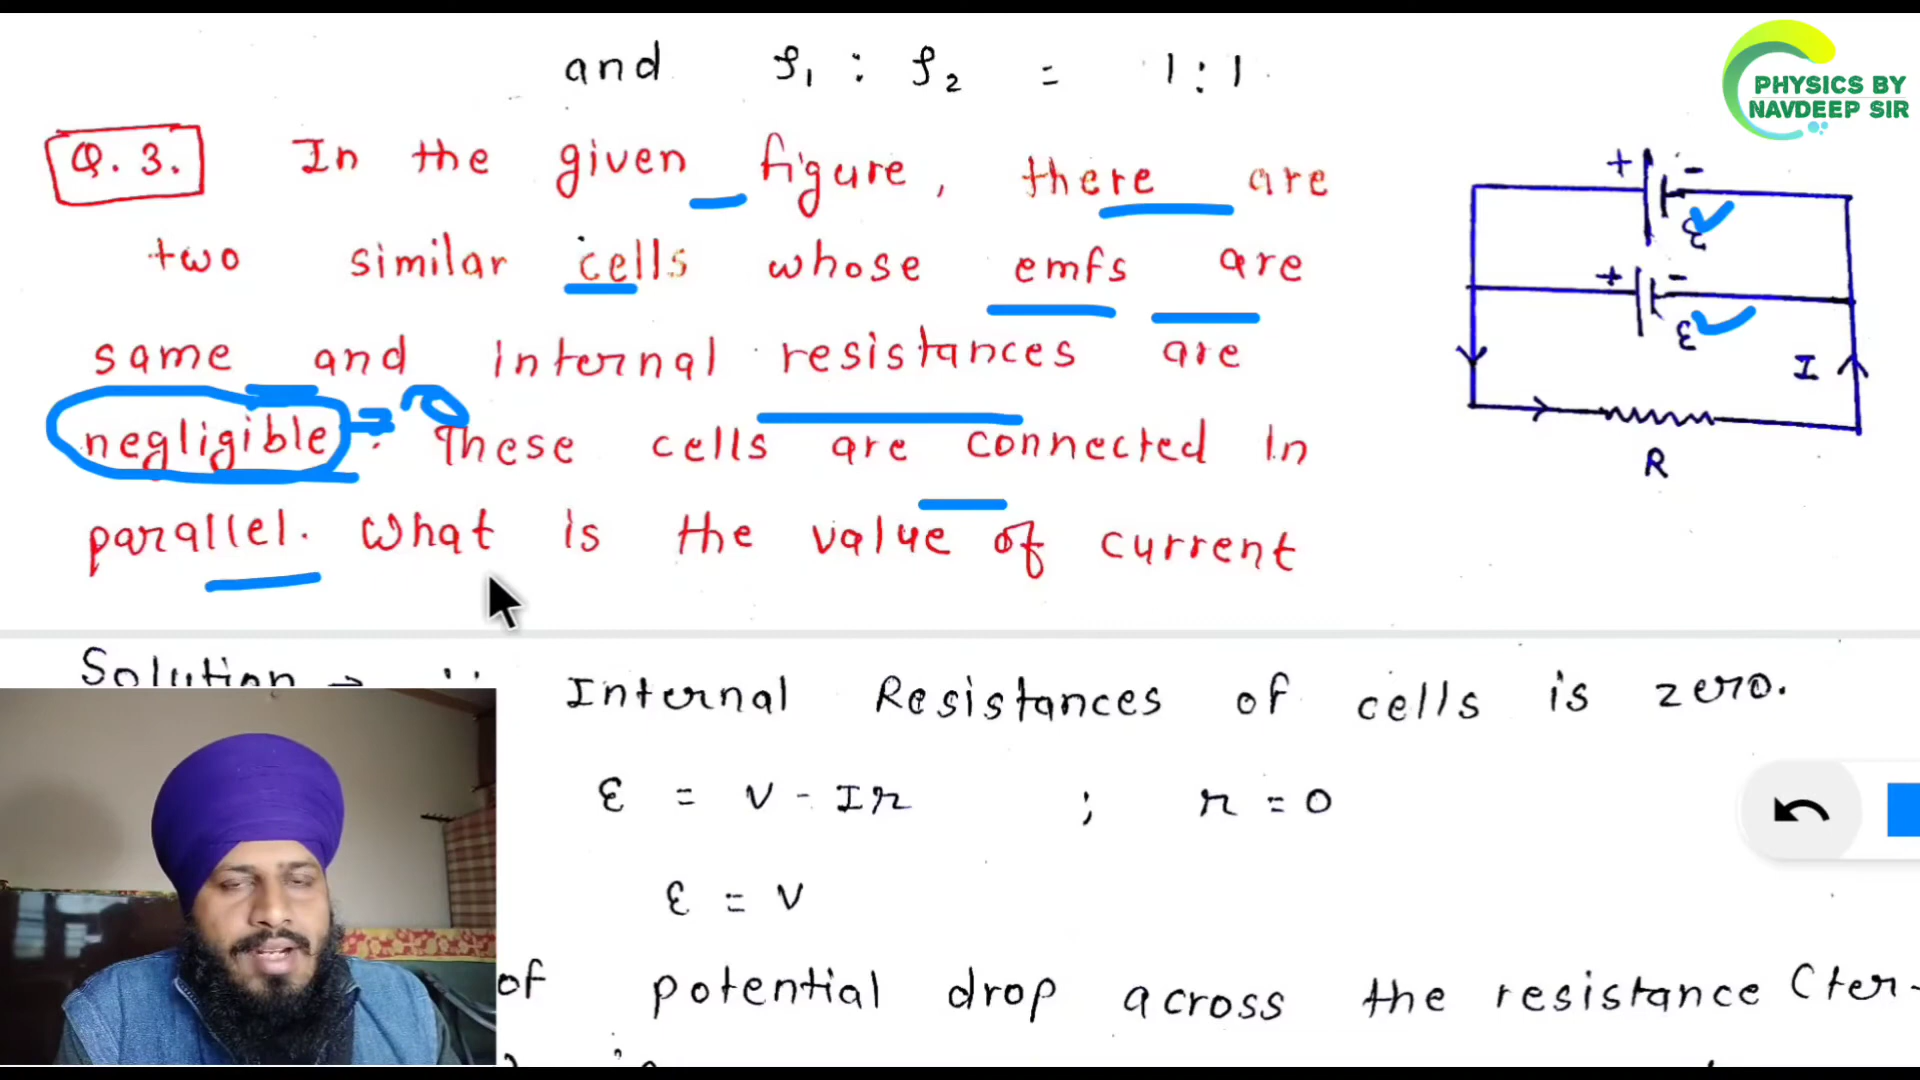 and ρ₁ : ρ₂ = 1 : 1
PHYSICS BY
NAVDEEP SIR
Q. 3. In the given figure, there are
two similar cells whose emfs are
same and internal resistances are
negligible = 0. These cells are connected in
parallel. What is the value of current
+ -
ε
+ -
ε
I
R
Solution → ∵ Internal Resistances of cells is zero.
ε = V - Ir ; r = 0
ε = V
of potential drop across the resistance (ter-